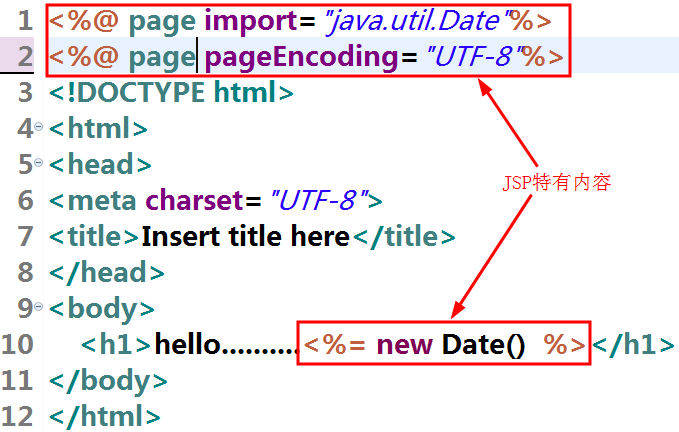 1 <%@ page import="java.util.Date"%>
2 <%@ page pageEncoding="UTF-8"%>
3 <!DOCTYPE html>
4 <html>
5 <head>
6 <meta charset="UTF-8">
JSP特有内容
7 <title>Insert title here</title>
8 </head>
9 <body>
10 <h1>hello..........<%= new Date() %></h1>
11 </body>
12 </html>